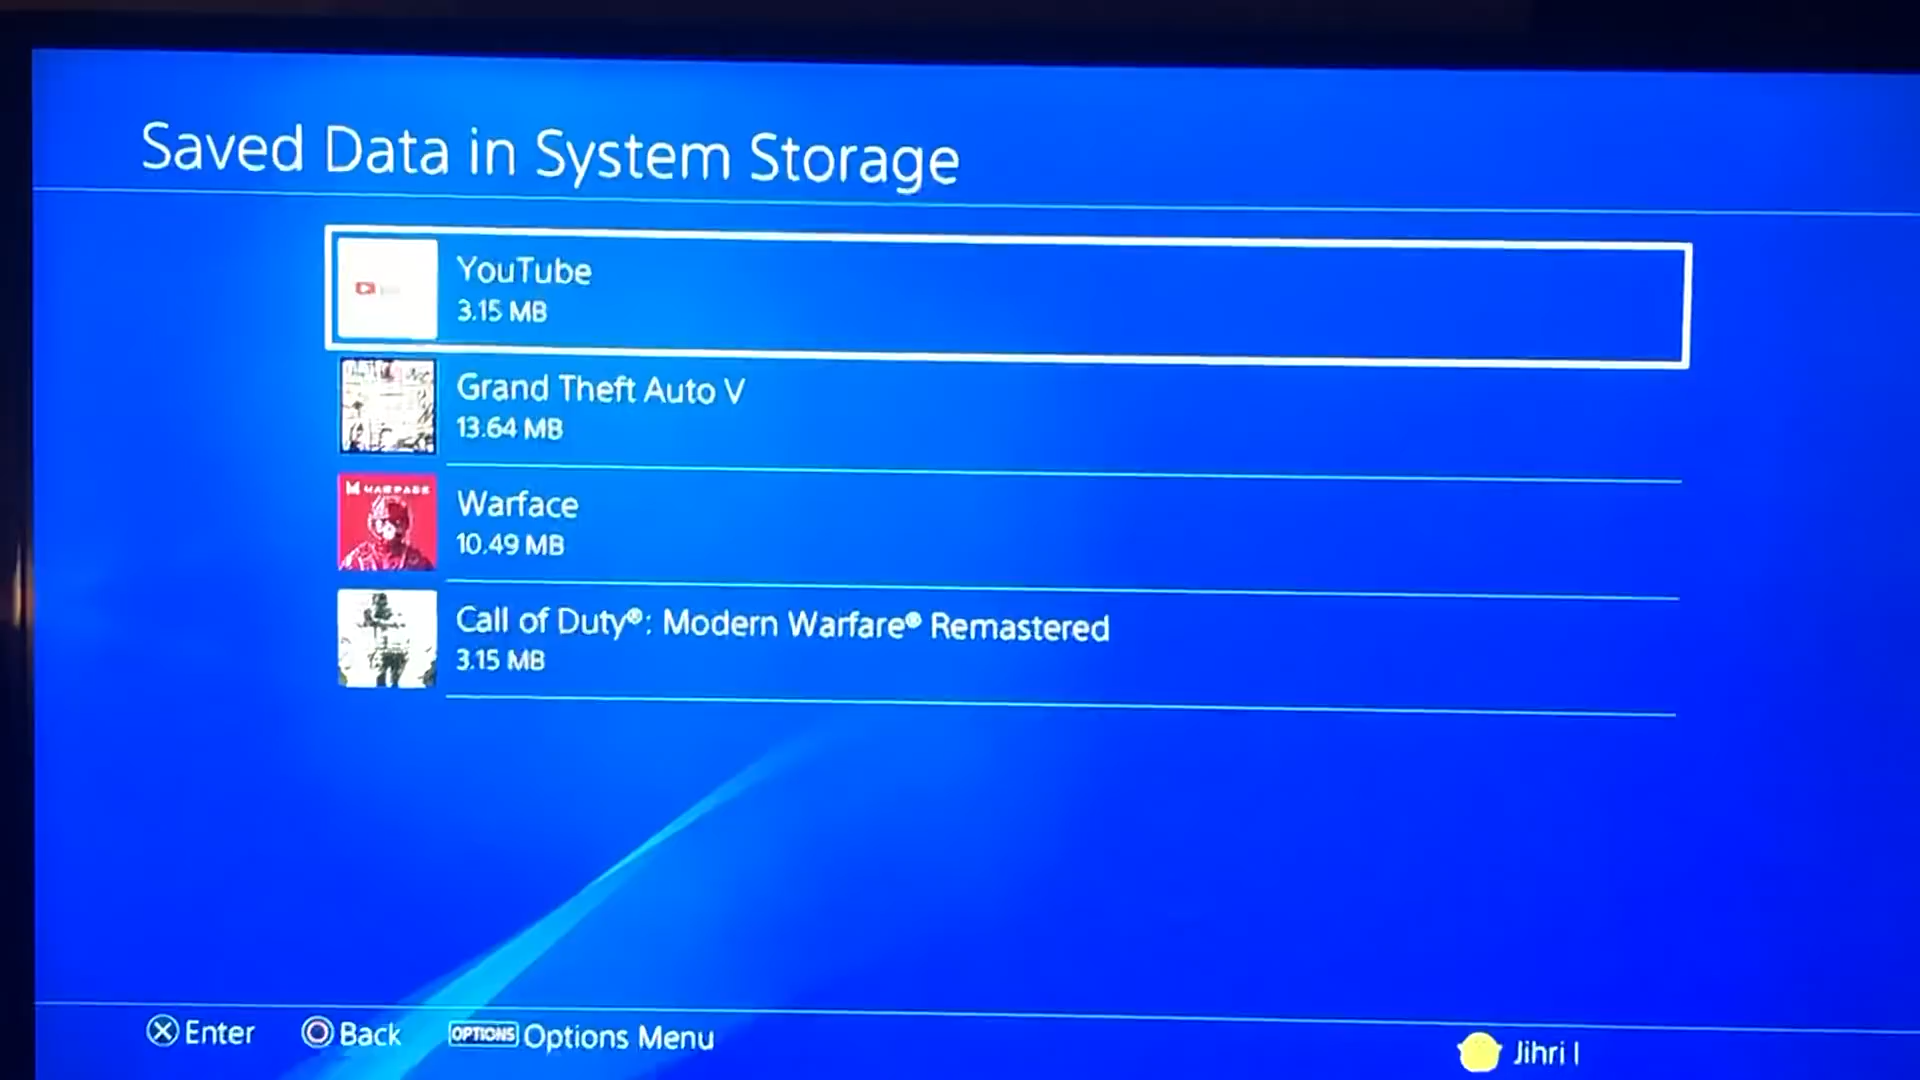 Saved Data in System Storage
YouTube
3.15 MB
Grand Theft Auto V
13.64 MB
WARFACE
Warface
10.49 MB
Call of Duty®: Modern Warfare® Remastered
3.15 MB
Enter
Back
OPTIONS Options Menu
Jihri I